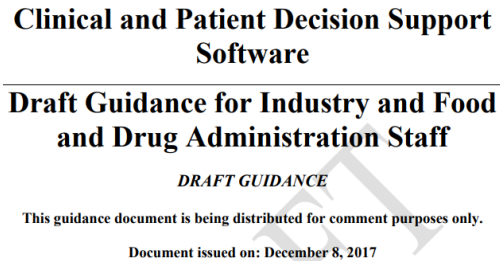 Clinical and Patient Decision Support
Software
Draft Guidance for Industry and Food
and Drug Administration Staff
DRAFT GUIDANCE
This guidance document is being distributed for comment purposes only.
Document issued on: December 8, 2017
FT